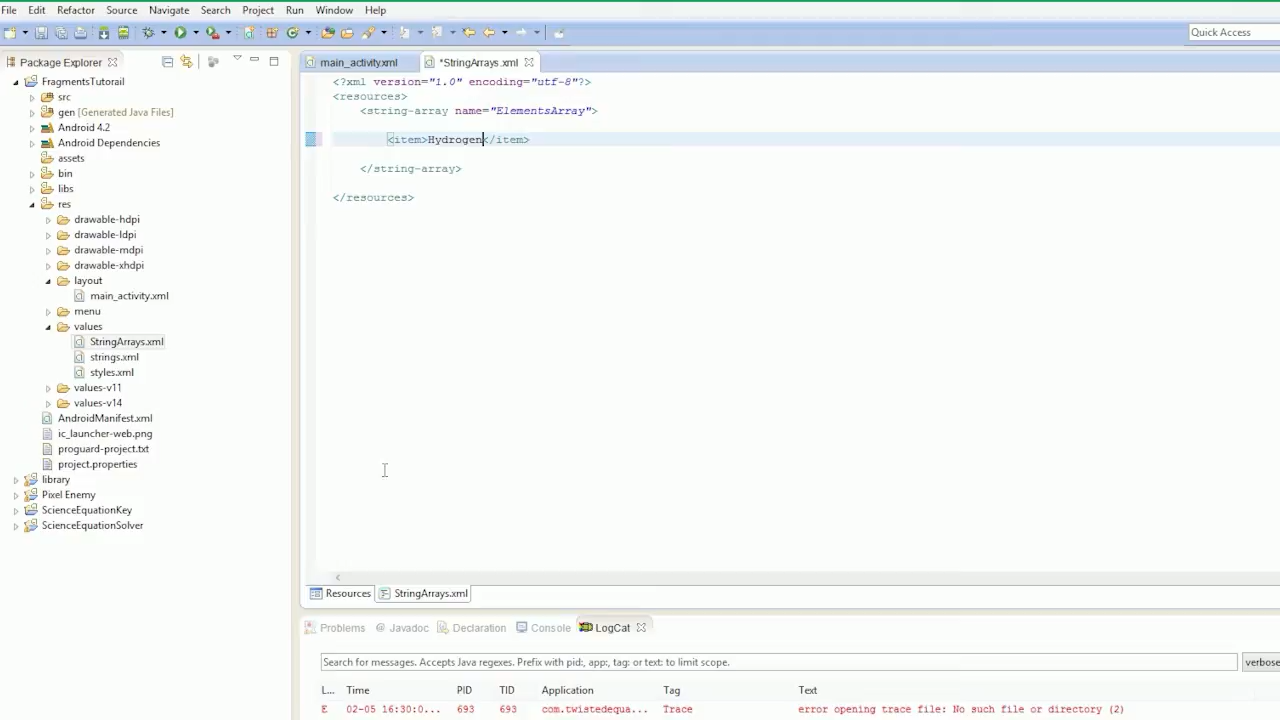 File Edit Refactor Source Navigate Search Project Run Window Help
Quick Access
Package Explorer
main_activity.xml
*StringArrays.xml
FragmentsTutorail
src
gen [Generated Java Files]
Android 4.2
Android Dependencies
assets
bin
libs
res
drawable-hdpi
drawable-ldpi
drawable-mdpi
drawable-xhdpi
layout
main_activity.xml
menu
values
StringArrays.xml
strings.xml
styles.xml
values-v11
values-v14
AndroidManifest.xml
ic_launcher-web.png
proguard-project.txt
project.properties
library
Pixel Enemy
ScienceEquationKey
ScienceEquationSolver
<?xml version="1.0" encoding="utf-8"?>
<resources>
<string-array name="ElementsArray">
<item>Hydrogen</item>
</string-array>
</resources>
Resources
StringArrays.xml
Problems
@ Javadoc
Declaration
Console
LogCat
Search for messages. Accepts Java regexes. Prefix with pid:, app:, tag: or text: to limit scope.
verbose
L... Time PID TID Application Tag Text
E 02-05 16:30:0... 693 693 com.twistedequa... Trace error opening trace file: No such file or directory (2)